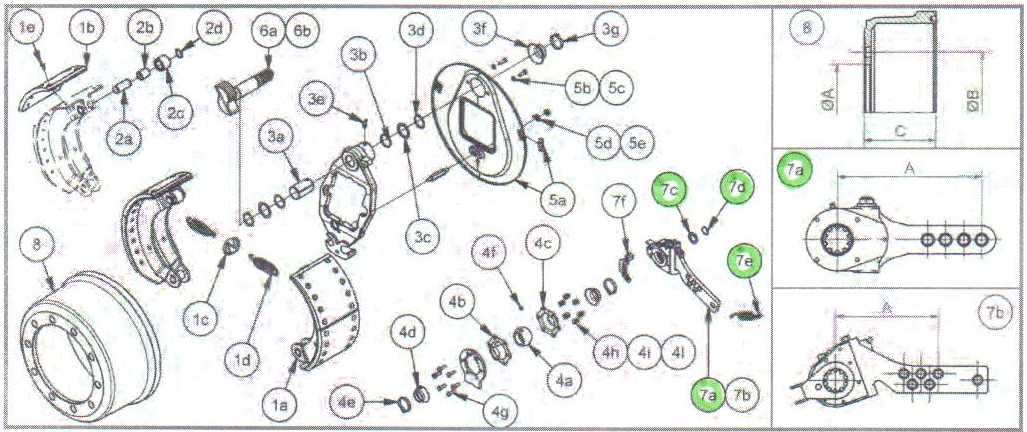 1e 1b 2b 2d 6a 6b 3b 3d 3f 3g
5b 5c
3e
2a 2c
3a
5d 5e
5a
7c 7d
7f
3c
8
4f 4c
7e
1c
4b
1d
4d
4a
4h 4i 4l
1a
4e
4g
7a 7b
8
ØA
ØB
C
7a
A
A
7b